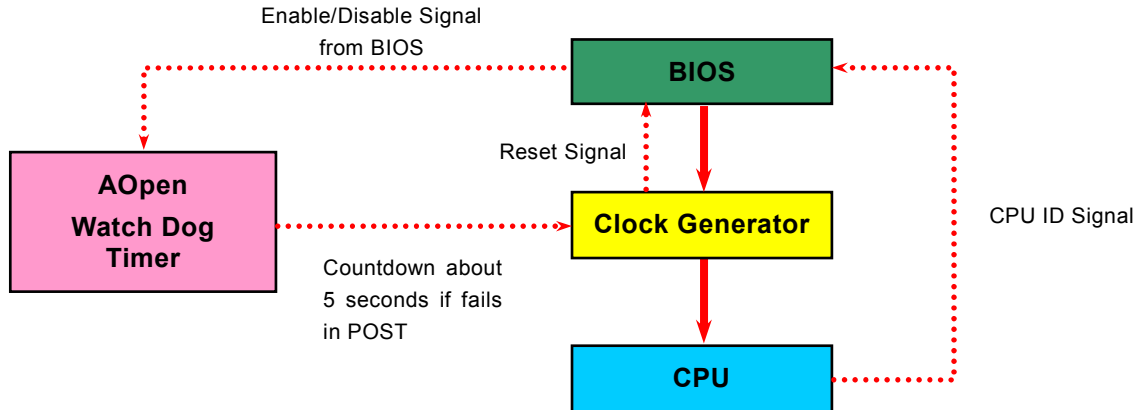 Enable/Disable Signal
from BIOS
BIOS
Reset Signal
AOpen
Watch Dog
Timer
Clock Generator
CPU ID Signal
Countdown about
5 seconds if fails
in POST
CPU